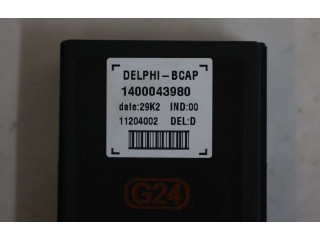 DELPHI-BCAP
1400043980
date:29K2 IND:00
11204002 DEL:D
G24